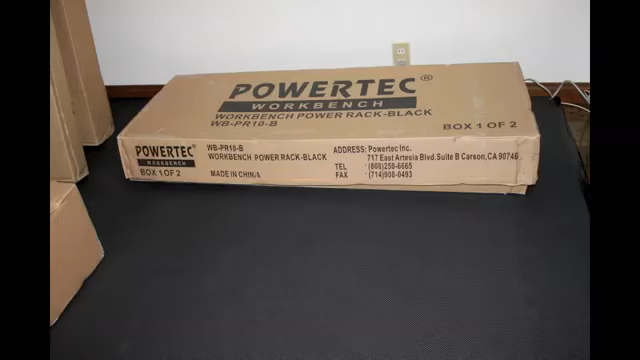 POWERTEC®
WORKBENCH
WORKBENCH POWER RACK-BLACK
WB-PR10-B
BOX 1 OF 2
POWERTEC
WORKBENCH
BOX 1 OF 2
WB-PR10-B
WORKBENCH POWER RACK-BLACK
MADE IN CHINA
ADDRESS: Powertec Inc.
717 East Artesia Blvd.Suite B Carson,CA 90746
TEL :(800)250-6665
FAX :(714)908-0493